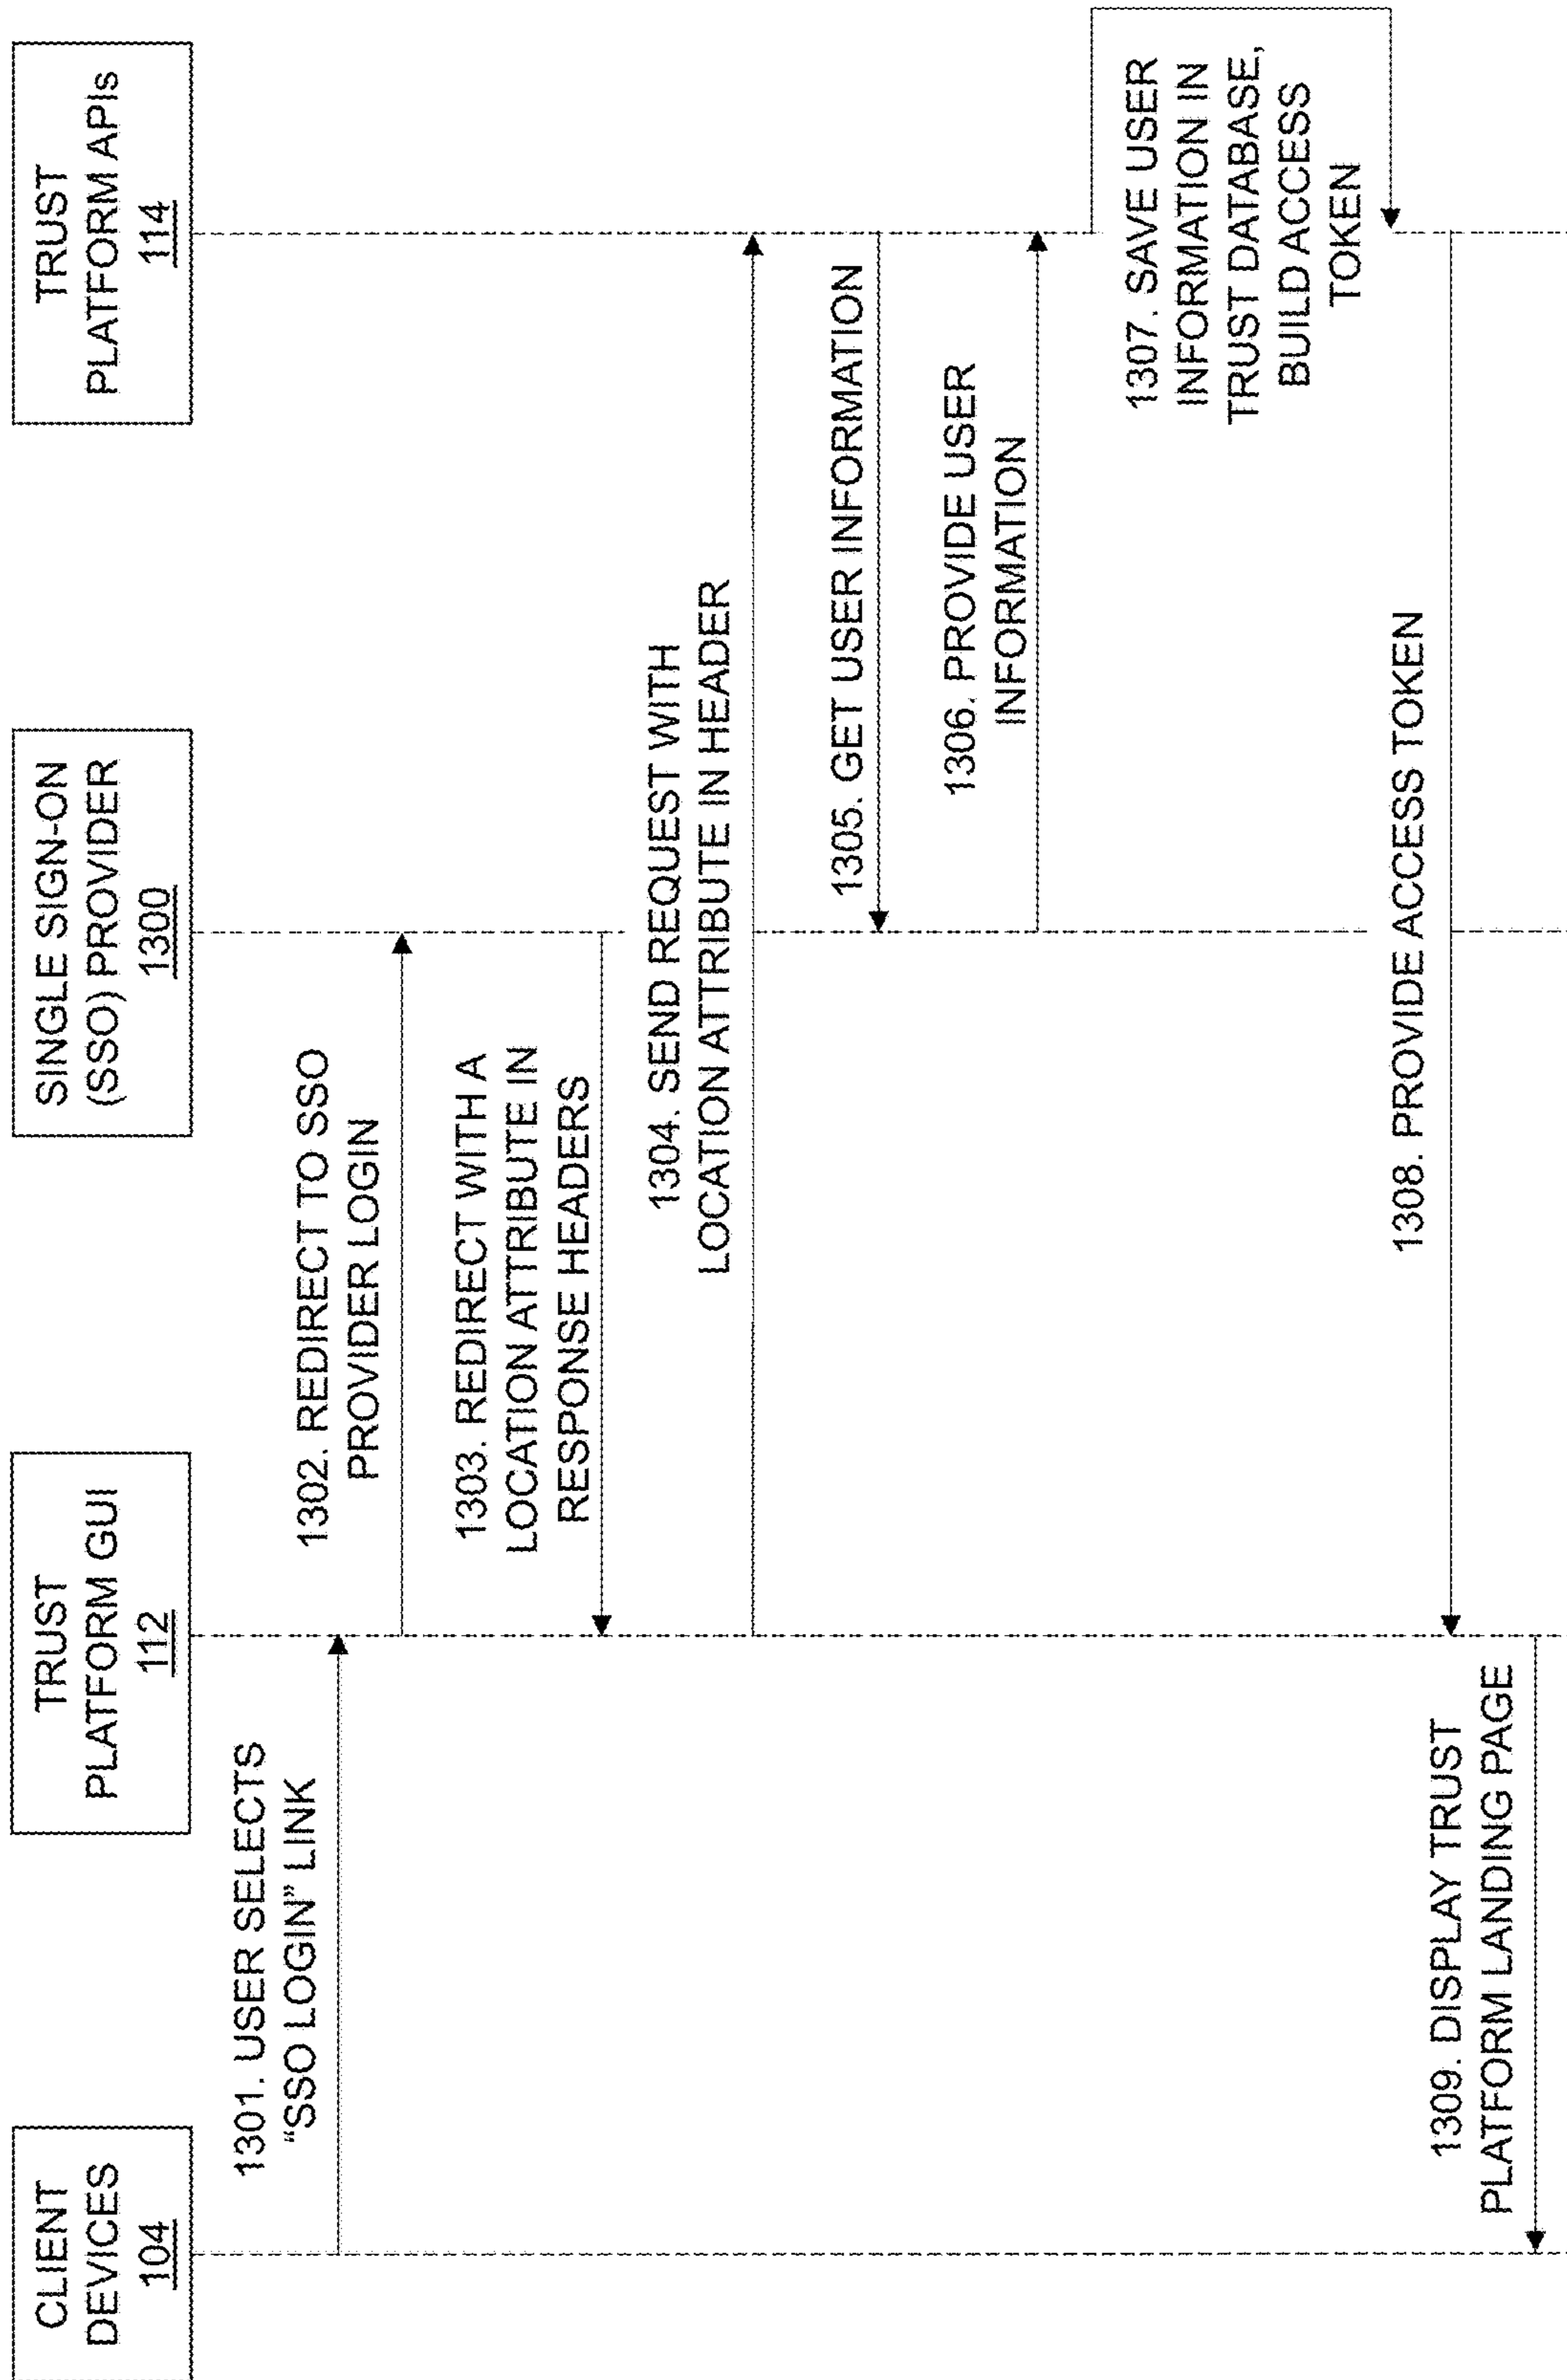 CLIENT
DEVICES
104
TRUST
PLATFORM GUI
112
SINGLE SIGN-ON
(SSO) PROVIDER
1300
TRUST
PLATFORM APIs
114
1301. USER SELECTS
“SSO LOGIN” LINK
1302. REDIRECT TO SSO
PROVIDER LOGIN
1303. REDIRECT WITH A
LOCATION ATTRIBUTE IN
RESPONSE HEADERS
1304. SEND REQUEST WITH
LOCATION ATTRIBUTE IN HEADER
1305. GET USER INFORMATION
1306. PROVIDE USER
INFORMATION
1307. SAVE USER
INFORMATION IN
TRUST DATABASE,
BUILD ACCESS
TOKEN
1308. PROVIDE ACCESS TOKEN
1309. DISPLAY TRUST
PLATFORM LANDING PAGE